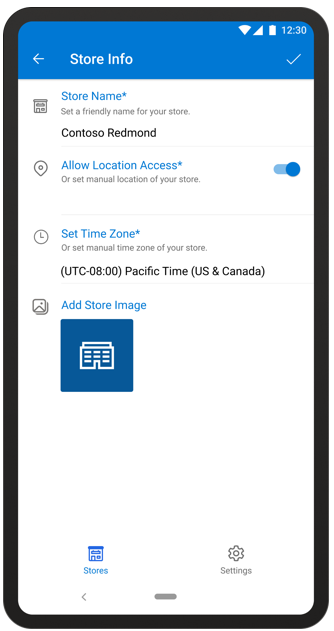 12:30
Store Info
Store Name*
Set a friendly name for your store.
Contoso Redmond
Allow Location Access*
Or set manual location of your store.
Set Time Zone*
Or set manual time zone of your store.
(UTC-08:00) Pacific Time (US & Canada)
Add Store Image
Stores
Settings